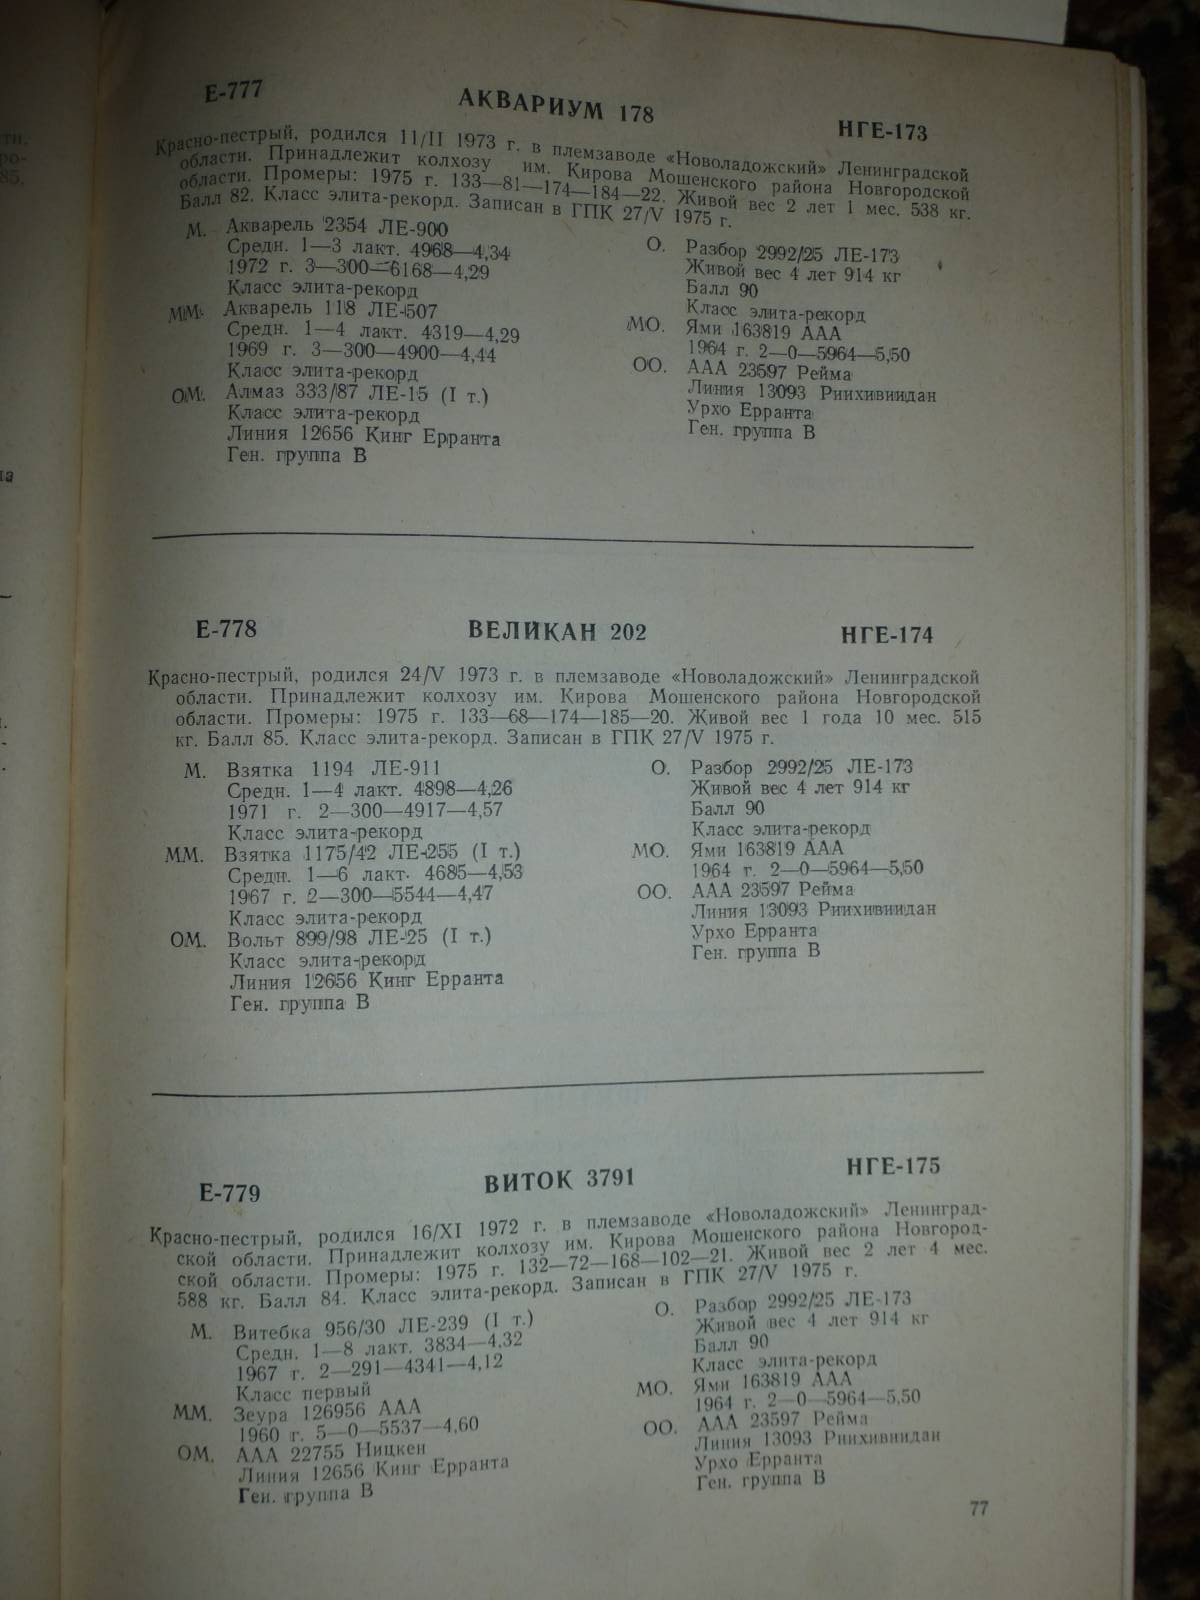 Е-777
АКВАРИУМ 178
НГЕ-173
Красно-пестрый, родился 11/II 1973 г. в племзаводе «Новоладожский» Ленинградской
области. Принадлежит колхозу им. Кирова Мошенского района Новгородской
области. Промеры: 1975 г. 133—81—174—184—22. Живой вес 2 лет 1 мес. 538 кг.
Балл 82. Класс элита-рекорд. Записан в ГПК 27/V 1975 г.
М. Акварель 2354 ЛЕ-900
Средн. 1—3 лакт. 4968—4,34
1972 г. 3—300—6168—4,29
Класс элита-рекорд
ММ. Акварель 118 ЛЕ-507
Средн. 1—4 лакт. 4319—4,29
1969 г. 3—300—4900—4,44
Класс элита-рекорд
ОМ. Алмаз 333/87 ЛЕ-15 (I т.)
Класс элита-рекорд
Линия 12656 Кинг Ерранта
Ген. группа В
О. Разбор 2992/25 ЛЕ-173
Живой вес 4 лет 914 кг
Балл 90
Класс элита-рекорд
МО. Ями 163819 ААА
1964 г. 2—0—5964—5,50
ОО. ААА 23597 Рейма
Линия 13093 Риихивиидан
Урхо Ерранта
Ген. группа В
Е-778
ВЕЛИКАН 202
НГЕ-174
Красно-пестрый, родился 24/V 1973 г. в племзаводе «Новоладожский» Ленинградской
области. Принадлежит колхозу им. Кирова Мошенского района Новгородской
области. Промеры: 1975 г. 133—68—174—185—20. Живой вес 1 года 10 мес. 515
кг. Балл 85. Класс элита-рекорд. Записан в ГПК 27/V 1975 г.
М. Взятка 1194 ЛЕ-911
Средн. 1—4 лакт. 4898—4,26
1971 г. 2—300—4917—4,57
Класс элита-рекорд
ММ. Взятка 1175/42 ЛЕ-255 (I т.)
Средн. 1—6 лакт. 4685—4,53
1967 г. 2—300—5544—4,47
Класс элита-рекорд
ОМ. Вольт 899/98 ЛЕ-25 (I т.)
Класс элита-рекорд
Линия 12656 Кинг Ерранта
Ген. группа В
О. Разбор 2992/25 ЛЕ-173
Живой вес 4 лет 914 кг
Балл 90
Класс элита-рекорд
МО. Ями 163819 ААА
1964 г. 2—0—5964—5,50
ОО. ААА 23597 Рейма
Линия 13093 Риихивиидан
Урхо Ерранта
Ген. группа В
Е-779
ВИТОК 3791
НГЕ-175
Красно-пестрый, родился 16/XI 1972 г. в племзаводе «Новоладожский» Ленинград-
ской области. Принадлежит колхозу им. Кирова Мошенского района Новгород-
ской области. Промеры: 1975 г. 132—72—168—102—21. Живой вес 2 лет 4 мес.
588 кг. Балл 84. Класс элита-рекорд. Записан в ГПК 27/V 1975 г.
М. Витебка 956/30 ЛЕ-239 (I т.)
Средн. 1—8 лакт. 3834—4,32
1967 г. 2—291—4341—4,12
Класс первый
ММ. Зеура 126956 ААА
1960 г. 5—0—5537—4,60
ОМ. ААА 22755 Ницкен
Линия 12656 Кинг Ерранта
Ген. группа В
О. Разбор 2992/25 ЛЕ-173
Живой вес 4 лет 914 кг
Балл 90
Класс элита-рекорд
МО. Ями 163819 ААА
1964 г. 2—0—5964—5,50
ОО. ААА 23597 Рейма
Линия 13093 Риихивиидан
Урхо Ерранта
Ген. группа В
77